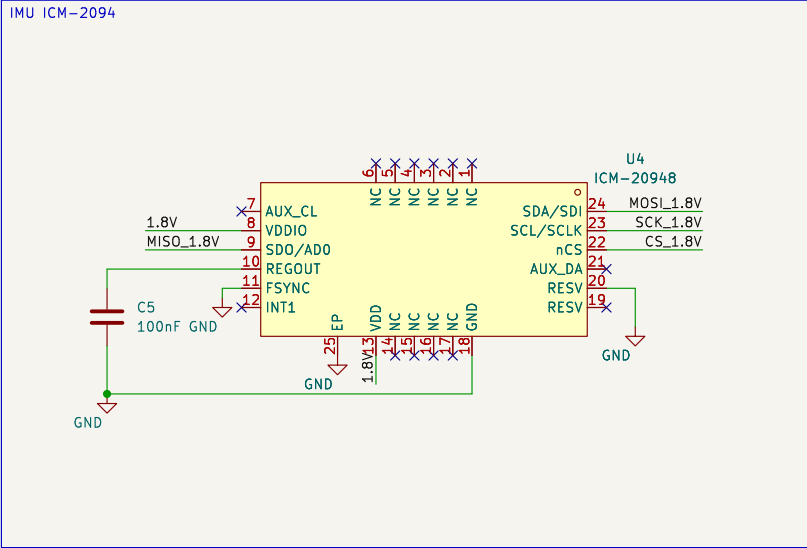 IMU ICM-2094
U4
ICM-20948
6
5
4
3
2
1
NC
NC
NC
NC
NC
NC
7
AUX_CL
1.8V
8
VDDIO
MISO_1.8V
9
SDO/AD0
10
REGOUT
11
FSYNC
12
INT1
24
SDA/SDI
MOSI_1.8V
23
SCL/SCLK
SCK_1.8V
22
nCS
CS_1.8V
21
AUX_DA
20
RESV
19
RESV
C5
100nF
GND
EP
VDD
NC
NC
NC
NC
GND
25
13
14
15
16
17
18
1.8V
GND
GND
GND